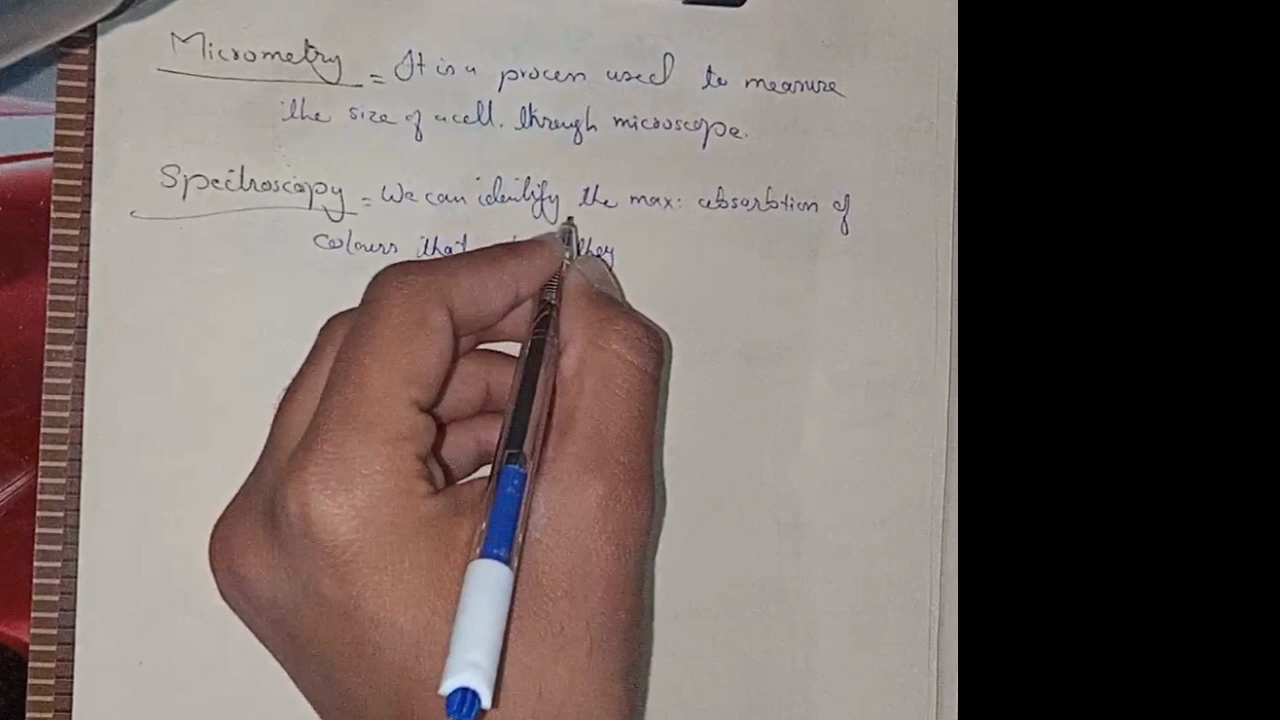 Micrometry = It is a process used to measure
the size of a cell. through microscope.
Spectroscopy = We can identify the max: absorbtion of
colours that they